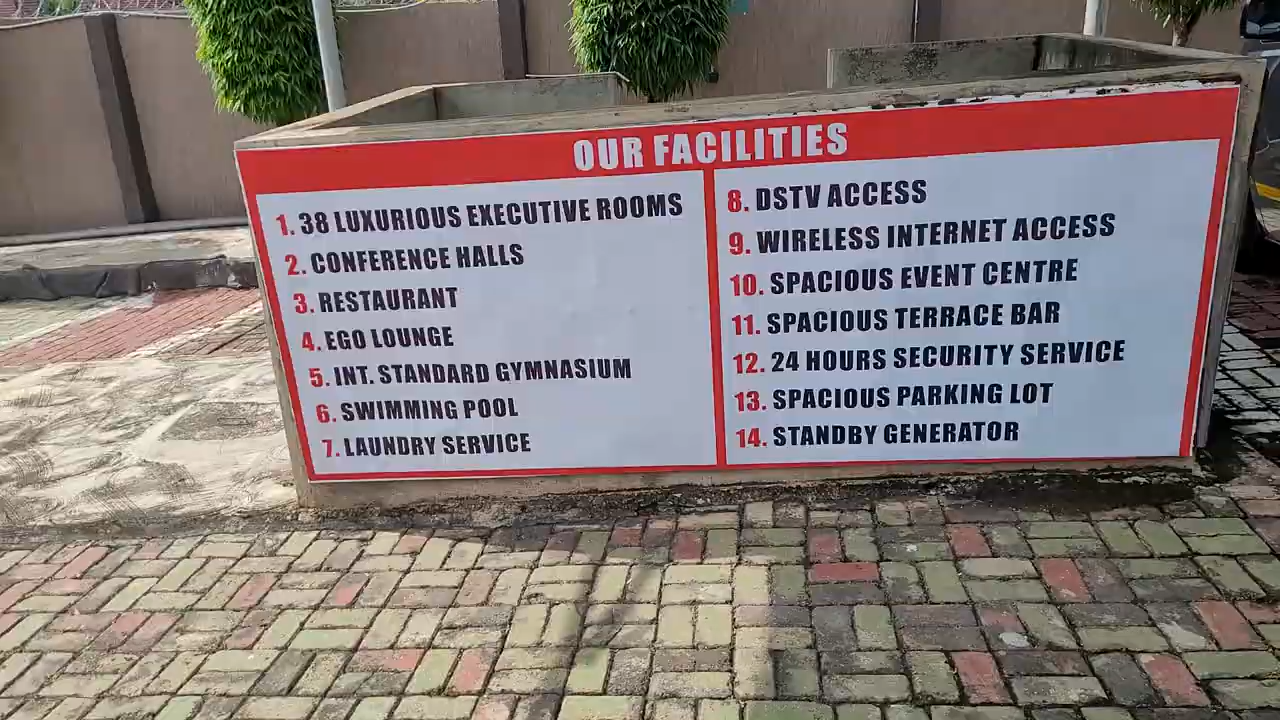 OUR FACILITIES
1. 38 LUXURIOUS EXECUTIVE ROOMS
2. CONFERENCE HALLS
3. RESTAURANT
4. EGO LOUNGE
5. INT. STANDARD GYMNASIUM
6. SWIMMING POOL
7. LAUNDRY SERVICE
8. DSTV ACCESS
9. WIRELESS INTERNET ACCESS
10. SPACIOUS EVENT CENTRE
11. SPACIOUS TERRACE BAR
12. 24 HOURS SECURITY SERVICE
13. SPACIOUS PARKING LOT
14. STANDBY GENERATOR